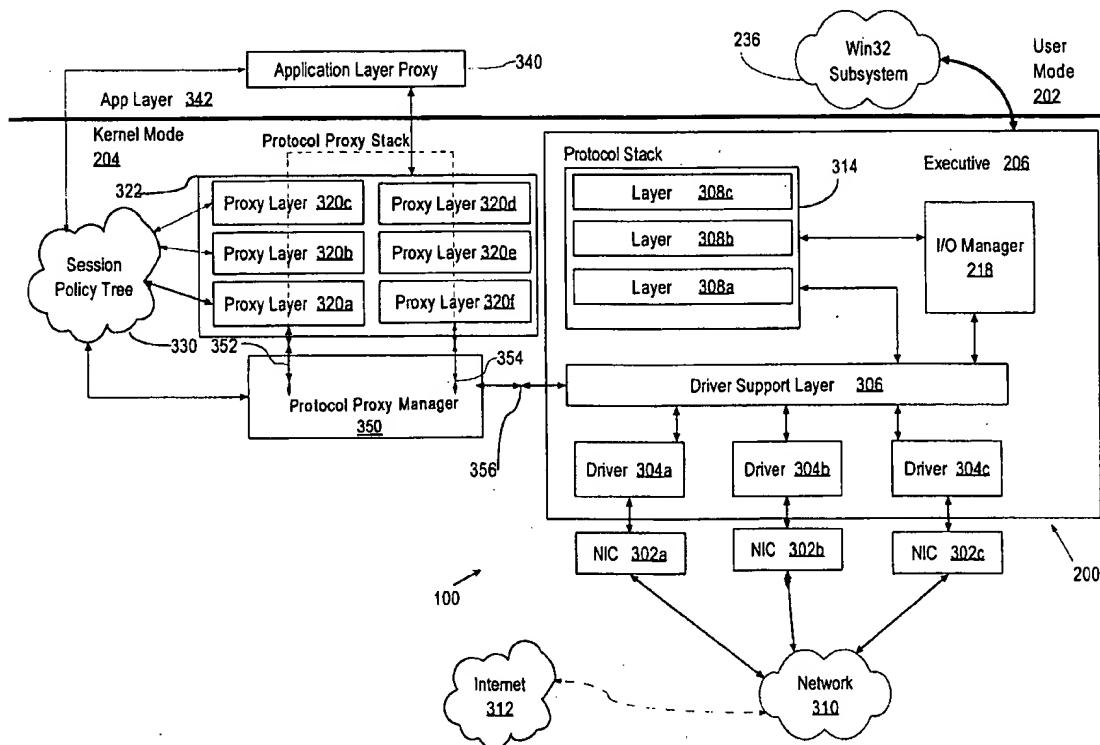 236
Win32
Subsystem
User
Mode
202
Application Layer Proxy
340
App Layer 342
Kernel Mode
204
Protocol Proxy Stack
322
Proxy Layer 320c
Proxy Layer 320d
Proxy Layer 320b
Proxy Layer 320e
Proxy Layer 320a
Proxy Layer 320f
Session
Policy Tree
330
352
354
Protocol Proxy Manager
350
356
Protocol Stack
Executive 206
314
Layer 308c
Layer 308b
Layer 308a
I/O Manager
218
Driver Support Layer 306
Driver 304a
Driver 304b
Driver 304c
NIC 302a
NIC 302b
NIC 302c
100
200
Internet
312
Network
310